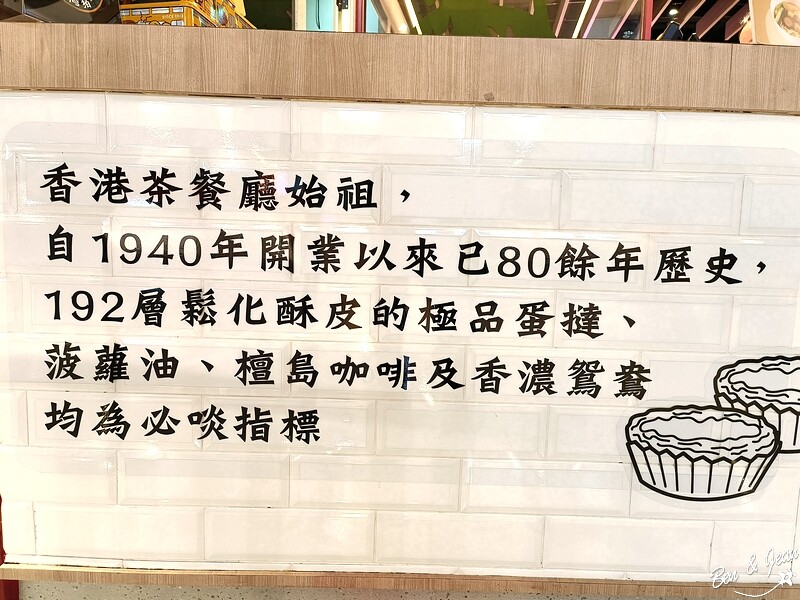 香港茶餐廳始祖，
自1940年開業以來已80餘年歷史，
192層鬆化酥皮的極品蛋撻、
菠蘿油、檀島咖啡及香濃鴛鴦
均為必啖指標
Ben & Jean